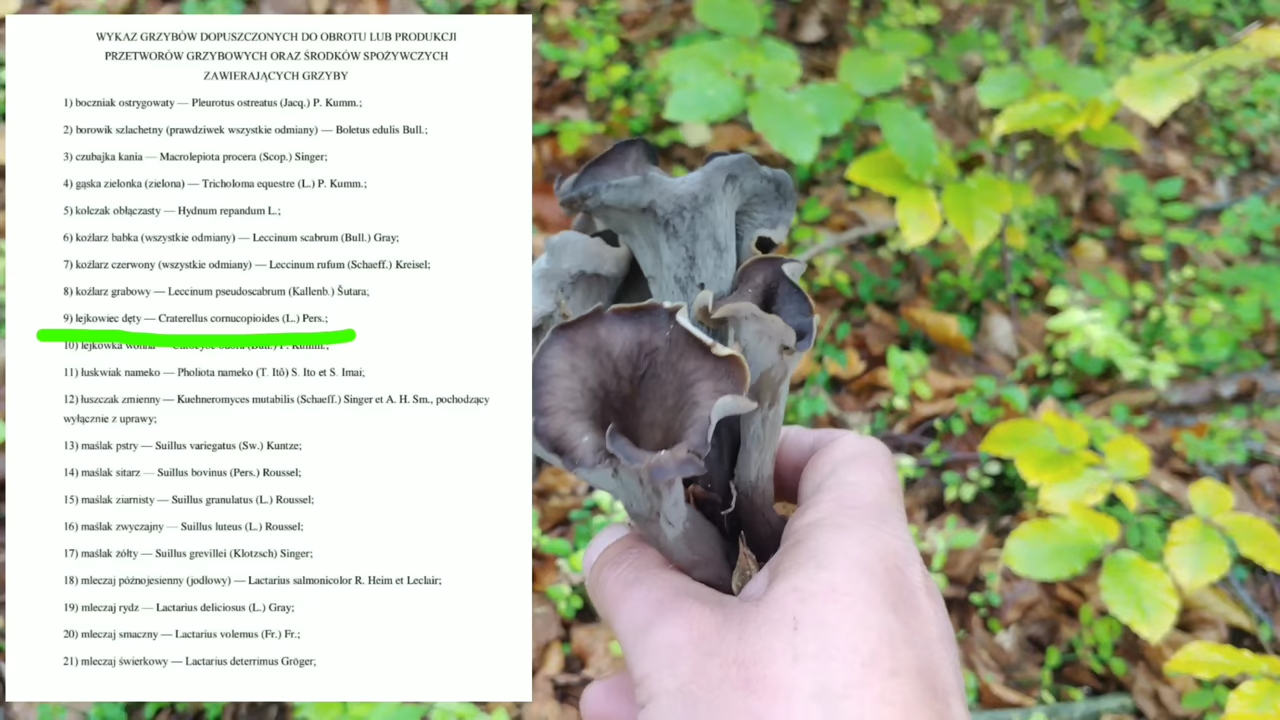 WYKAZ GRZYBÓW DOPUSZCZONYCH DO OBROTU LUB PRODUKCJI
PRZETWORÓW GRZYBOWYCH ORAZ ŚRODKÓW SPOŻYWCZYCH
ZAWIERAJĄCYCH GRZYBY
1) boczniak ostrygowaty — Pleurotus ostreatus (Jacq.) P. Kumm.;
2) borowik szlachetny (prawdziwek wszystkie odmiany) — Boletus edulis Bull.;
3) czubajka kania — Macrolepiota procera (Scop.) Singer;
4) gąska zielonka (zielona) — Tricholoma equestre (L.) P. Kumm.;
5) kolczak obłączasty — Hydnum repandum L.;
6) koźlarz babka (wszystkie odmiany) — Leccinum scabrum (Bull.) Gray;
7) koźlarz czerwony (wszystkie odmiany) — Leccinum rufum (Schaeff.) Kreisel;
8) koźlarz grabowy — Leccinum pseudoscabrum (Kallenb.) Šutara;
9) lejkowiec dęty — Craterellus cornucopioides (L.) Pers.;
10) lejkówka wonna — Clitocybe odora (Bull.) P. Kumm.;
11) łuskwiak nameko — Pholiota nameko (T. Itô) S. Ito et S. Imai;
12) łuszczak zmienny — Kuehneromyces mutabilis (Schaeff.) Singer et A. H. Sm., pochodzący
wyłącznie z uprawy;
13) maślak pstry — Suillus variegatus (Sw.) Kuntze;
14) maślak sitarz — Suillus bovinus (Pers.) Roussel;
15) maślak ziarnisty — Suillus granulatus (L.) Roussel;
16) maślak zwyczajny — Suillus luteus (L.) Roussel;
17) maślak żółty — Suillus grevillei (Klotzsch) Singer;
18) mleczaj późnojesienny (jodłowy) — Lactarius salmonicolor R. Heim et Leclair;
19) mleczaj rydz — Lactarius deliciosus (L.) Gray;
20) mleczaj smaczny — Lactarius volemus (Fr.) Fr.;
21) mleczaj świerkowy — Lactarius deterrimus Gröger;